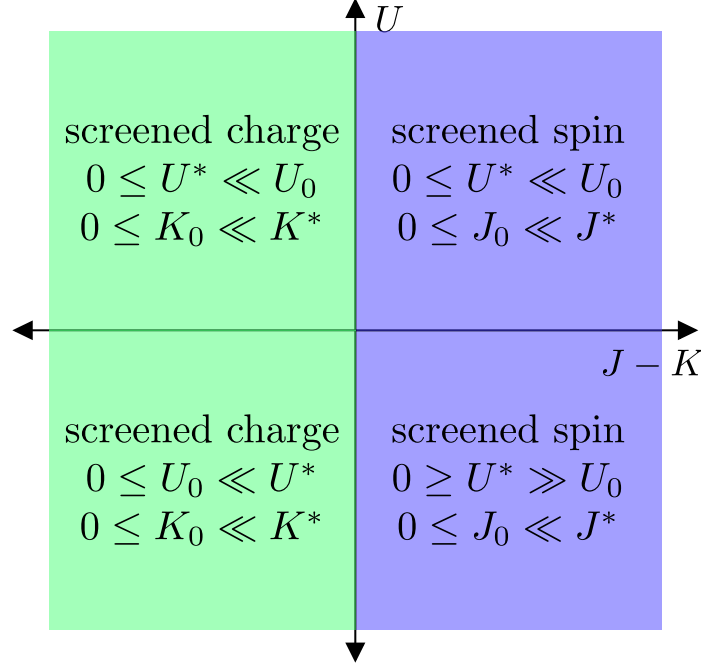 U
screened charge
0 ≤ U* ≪ U₀
0 ≤ K₀ ≪ K*
screened spin
0 ≤ U* ≪ U₀
0 ≤ J₀ ≪ J*
J − K
screened charge
0 ≤ U₀ ≪ U*
0 ≤ K₀ ≪ K*
screened spin
0 ≥ U* ≫ U₀
0 ≤ J₀ ≪ J*